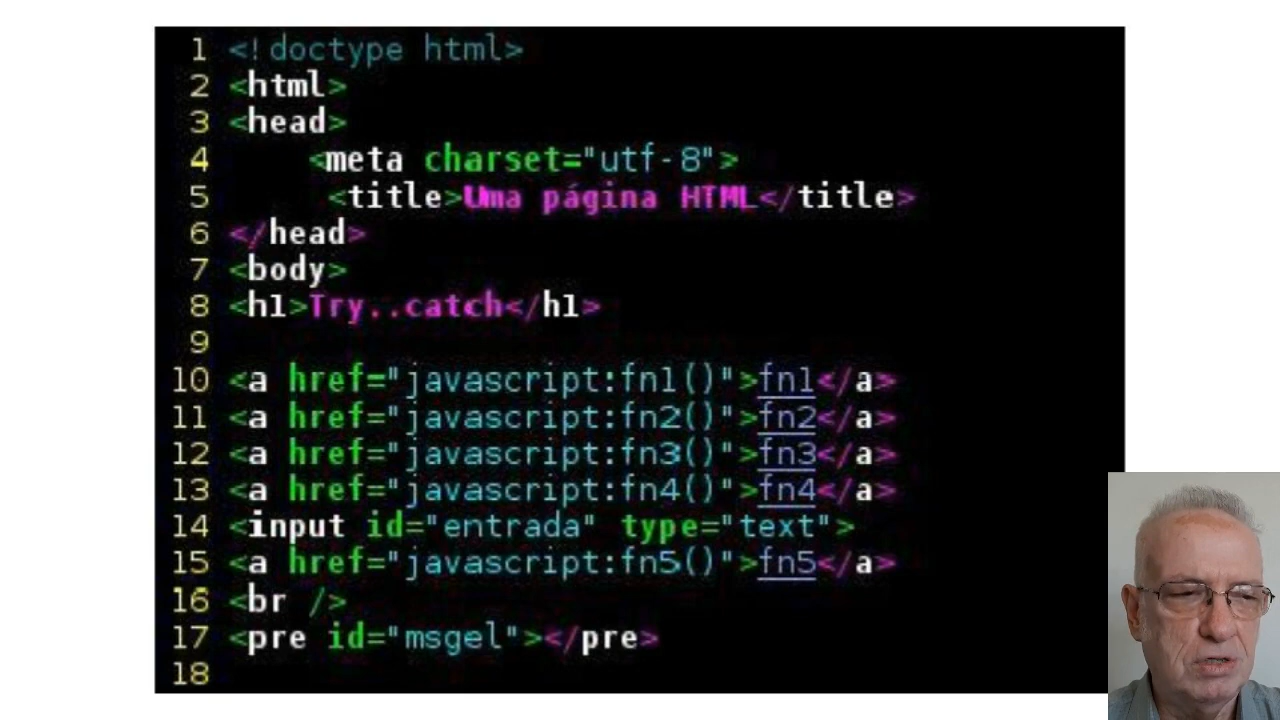 1 <!doctype html>
2 <html>
3 <head>
4 <meta charset="utf-8">
5 <title>Uma página HTML</title>
6 </head>
7 <body>
8 <h1>Try..catch</h1>
9
10 <a href="javascript:fn1()">fn1</a>
11 <a href="javascript:fn2()">fn2</a>
12 <a href="javascript:fn3()">fn3</a>
13 <a href="javascript:fn4()">fn4</a>
14 <input id="entrada" type="text">
15 <a href="javascript:fn5()">fn5</a>
16 <br />
17 <pre id="msgel"></pre>
18